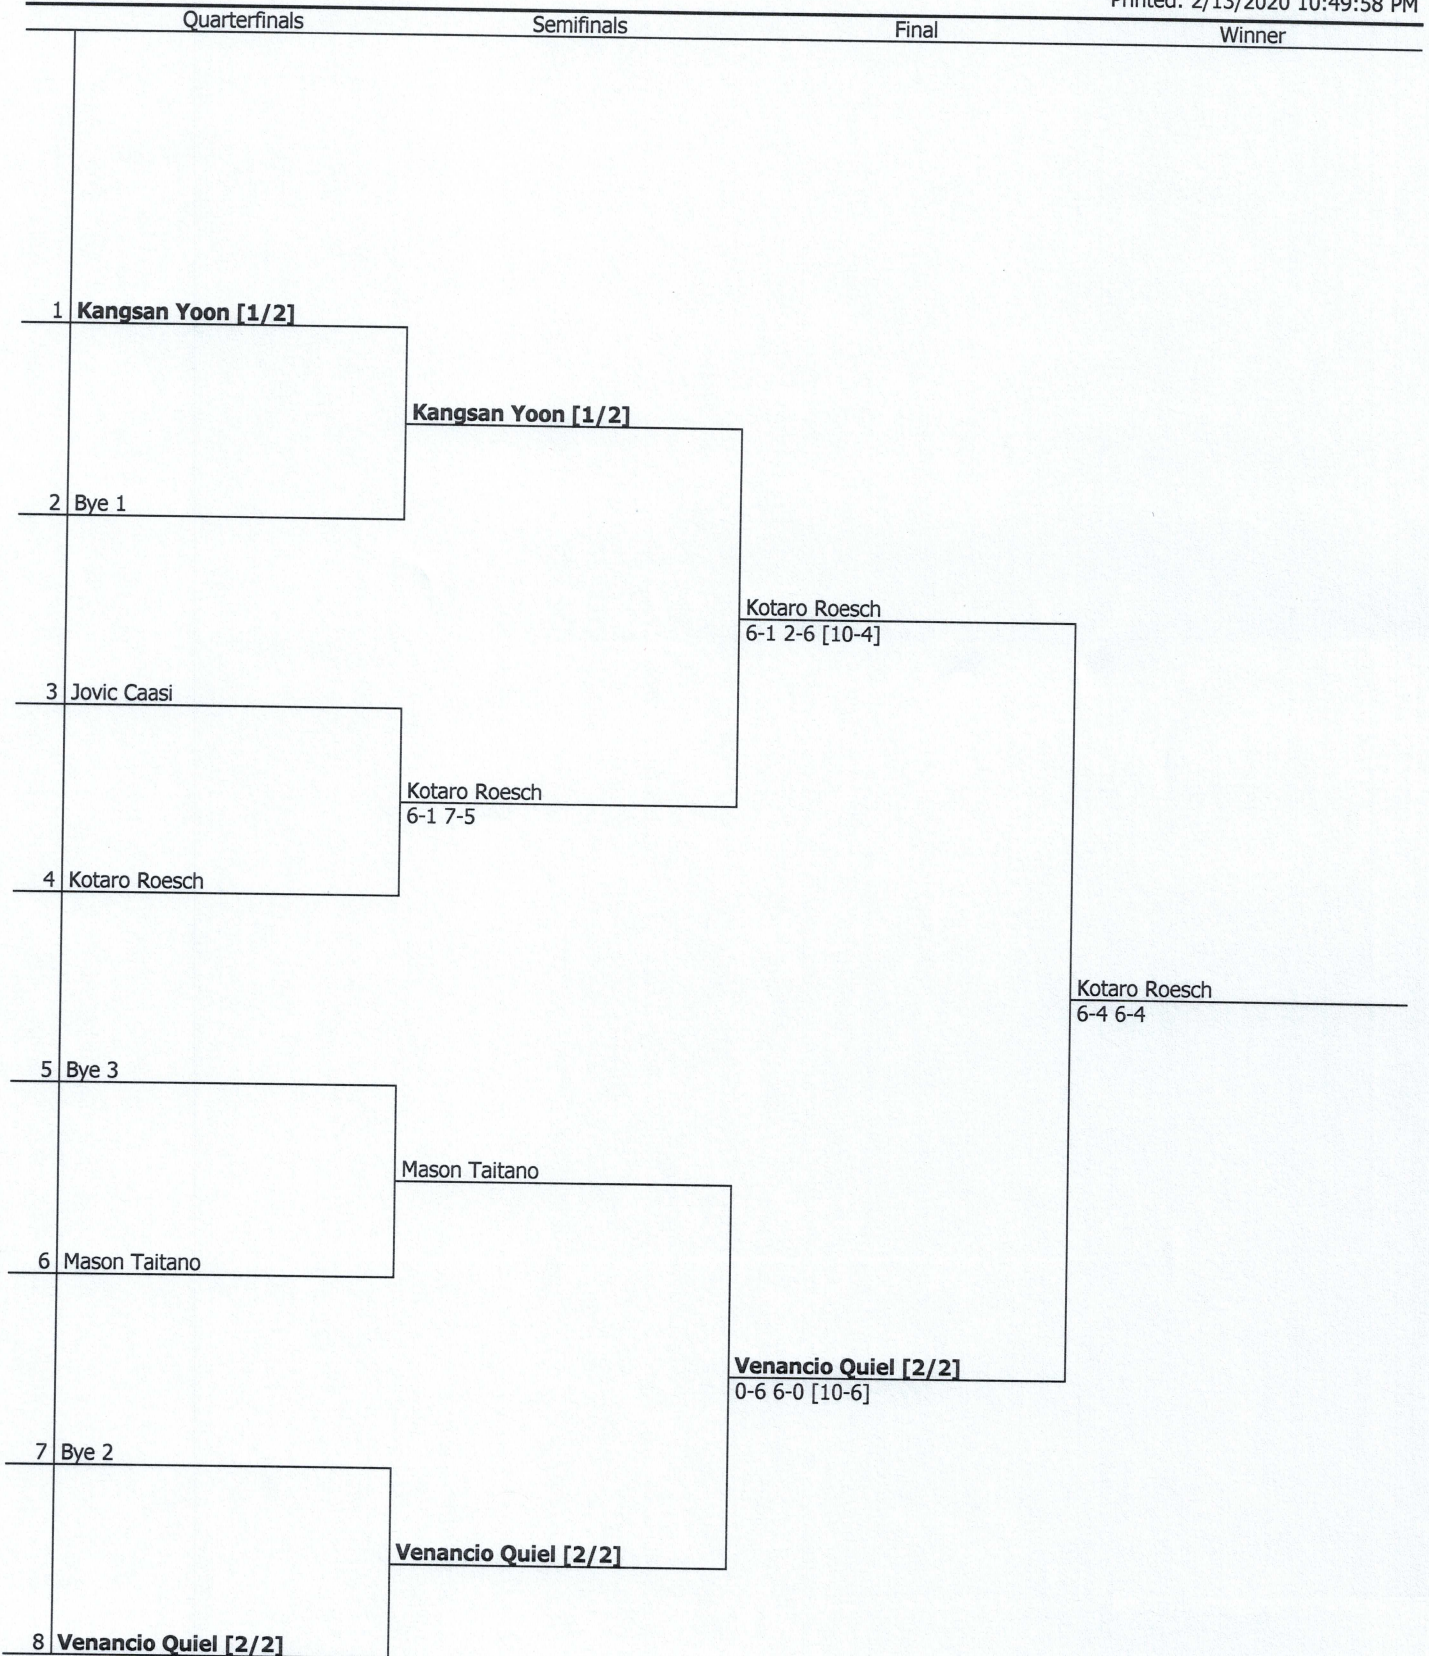 Printed: 2/13/2020 10:49:58 PM
Quarterfinals Semifinals Final Winner
1 Kangsan Yoon [1/2]
Kangsan Yoon [1/2]
2 Bye 1
Kotaro Roesch
6-1 2-6 [10-4]
3 Jovic Caasi
Kotaro Roesch
6-1 7-5
4 Kotaro Roesch
Kotaro Roesch
6-4 6-4
5 Bye 3
Mason Taitano
6 Mason Taitano
Venancio Quiel [2/2]
0-6 6-0 [10-6]
7 Bye 2
Venancio Quiel [2/2]
8 Venancio Quiel [2/2]